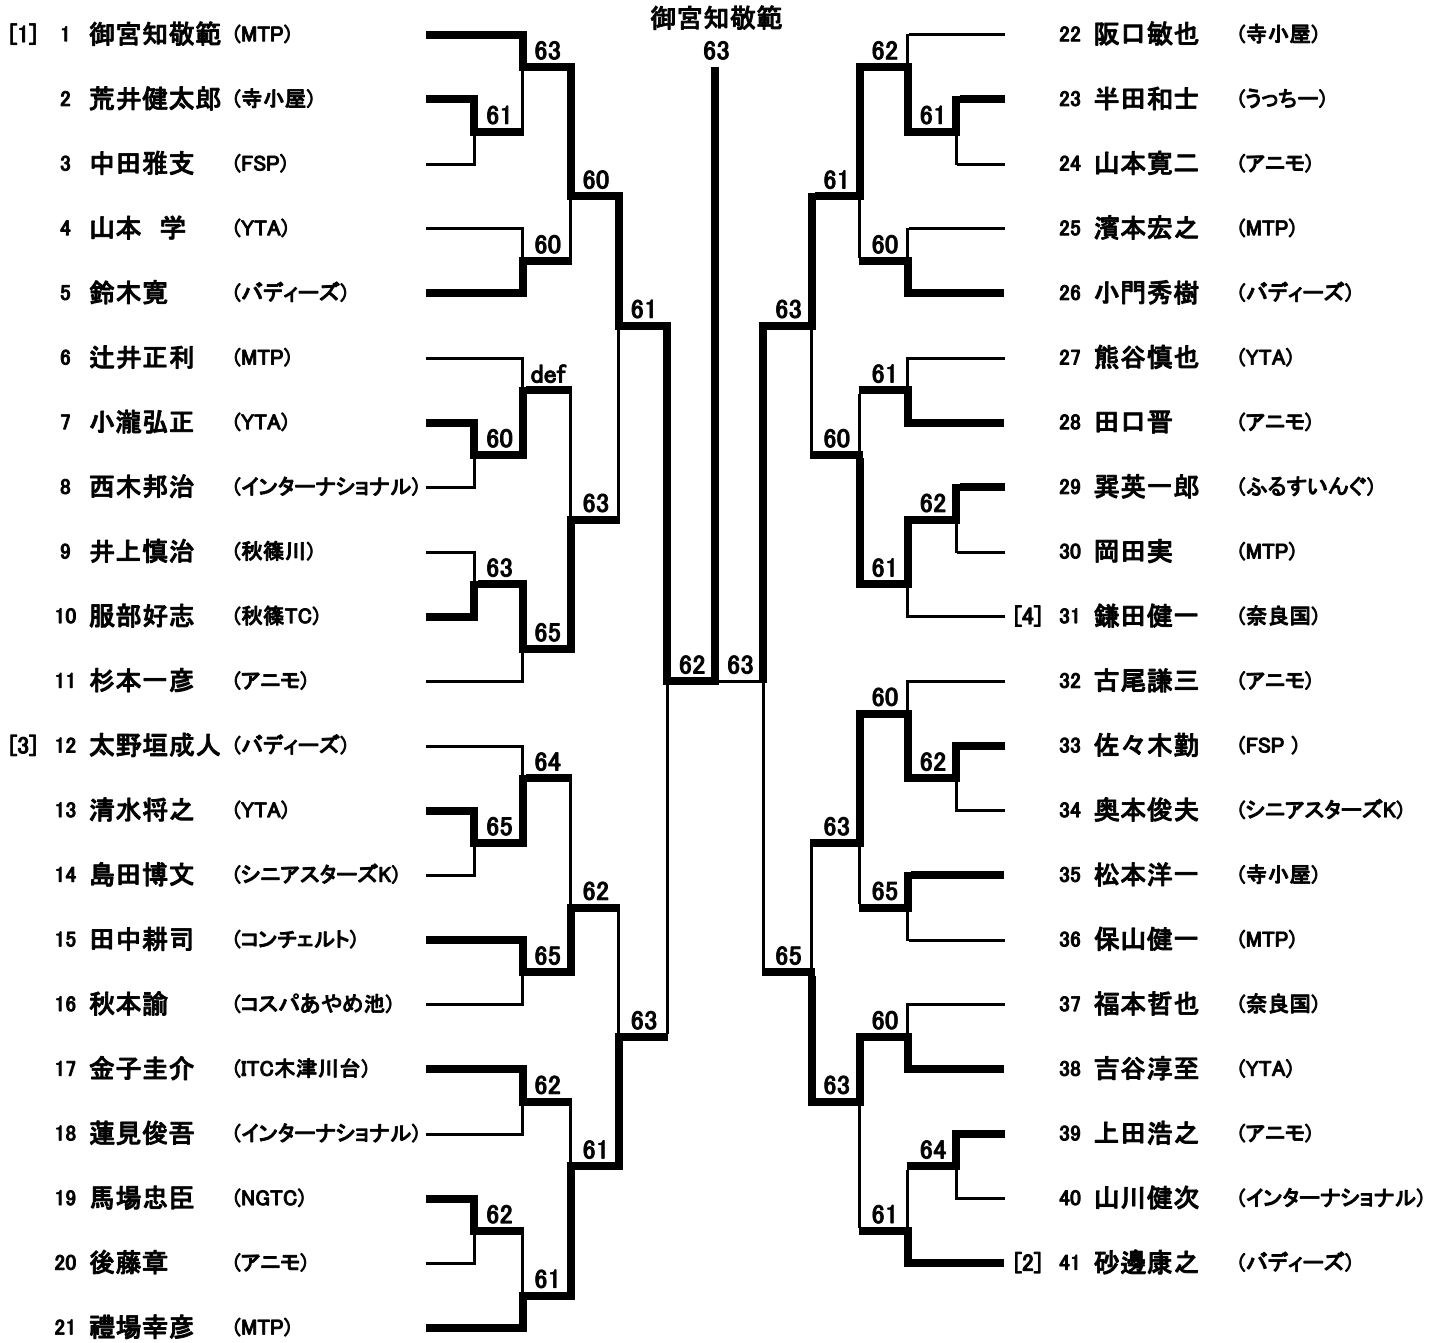 御宮知敬範
63
[1] 1 御宮知敬範 (MTP)
2 荒井健太郎 (寺小屋)
3 中田雅支 (FSP)
4 山本 学 (YTA)
5 鈴木寛 (バディーズ)
6 辻井正利 (MTP)
7 小瀧弘正 (YTA)
8 西木邦治 (インターナショナル)
9 井上慎治 (秋篠川)
10 服部好志 (秋篠TC)
11 杉本一彦 (アニモ)
[3] 12 太野垣成人 (バディーズ)
13 清水将之 (YTA)
14 島田博文 (シニアスターズK)
15 田中耕司 (コンチェルト)
16 秋本諭 (コスパあやめ池)
17 金子圭介 (ITC木津川台)
18 蓮見俊吾 (インターナショナル)
19 馬場忠臣 (NGTC)
20 後藤章 (アニモ)
21 禮場幸彦 (MTP)
63
61
60
60
61
def
60
63
63
65
62
64
65
62
65
63
62
61
62
61
62
61
61
60
63
61
60
62
61
63
60
62
63
65
65
60
63
64
61
22 阪口敏也 (寺小屋)
23 半田和士 (うっちー)
24 山本寛二 (アニモ)
25 濱本宏之 (MTP)
26 小門秀樹 (バディーズ)
27 熊谷慎也 (YTA)
28 田口晋 (アニモ)
29 巽英一郎 (ふるすいんぐ)
30 岡田実 (MTP)
[4] 31 鎌田健一 (奈良国)
32 古尾謙三 (アニモ)
33 佐々木勤 (FSP )
34 奥本俊夫 (シニアスターズK)
35 松本洋一 (寺小屋)
36 保山健一 (MTP)
37 福本哲也 (奈良国)
38 吉谷淳至 (YTA)
39 上田浩之 (アニモ)
40 山川健次 (インターナショナル)
[2] 41 砂邊康之 (バディーズ)